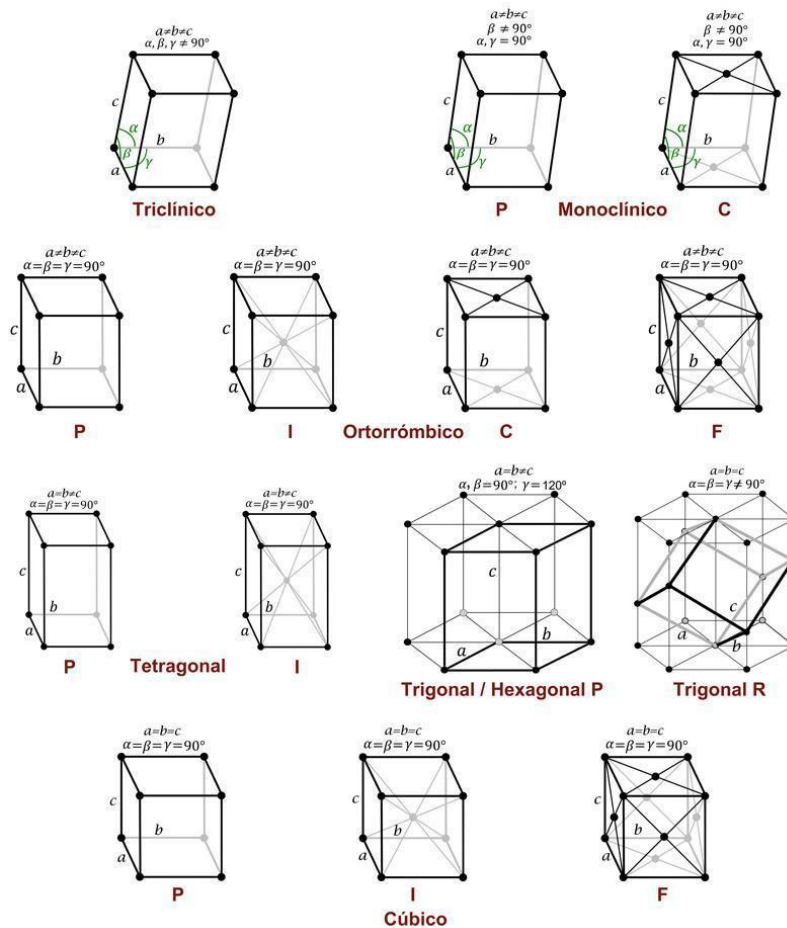 a≠b≠c
α, β, γ ≠ 90°
c
α
β
γ
b
a
Triclínico
a≠b≠c
β ≠ 90°
α, γ = 90°
c
α
β
γ
b
a
P
Monoclínico
a≠b≠c
β ≠ 90°
α, γ = 90°
c
α
β
γ
b
a
C
a≠b≠c
α=β=γ=90°
c
b
a
P
a≠b≠c
α=β=γ=90°
c
b
a
I
Ortorrómbico
a≠b≠c
α=β=γ=90°
c
b
a
C
a≠b≠c
α=β=γ=90°
c
b
a
F
a=b≠c
α=β=γ=90°
c
b
a
P
Tetragonal
a=b≠c
α=β=γ=90°
c
b
a
I
a=b≠c
α, β=90°; γ=120°
c
a
b
Trigonal / Hexagonal P
a=b=c
α=β=γ≠ 90°
c
a
b
Trigonal R
a=b=c
α=β=γ=90°
c
b
a
P
a=b=c
α=β=γ=90°
c
b
a
I
Cúbico
a=b=c
α=β=γ=90°
c
b
a
F